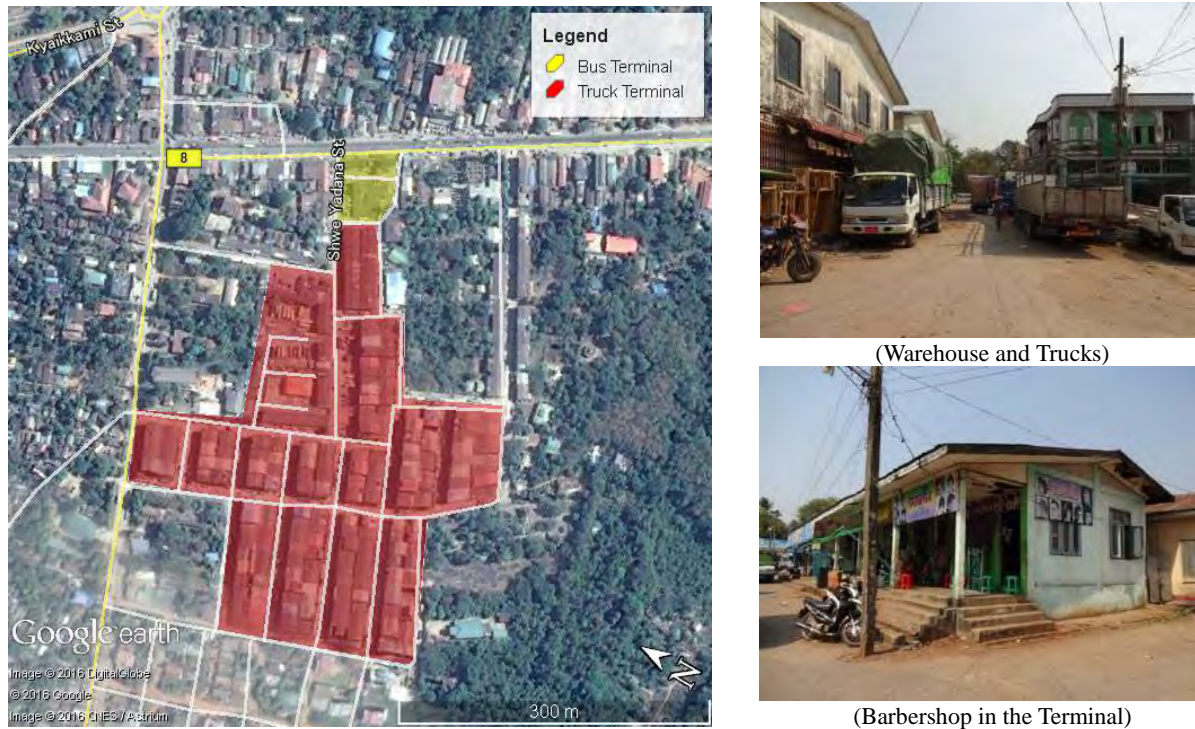 Kyaikkami St
Legend
Bus Terminal
Truck Terminal
8
Shwe Yadana St
Google earth
Image © 2016 DigitalGlobe
© 2016 Google
Image © 2016 CNES / Astrium
N
300 m
(Warehouse and Trucks)
(Barbershop in the Terminal)